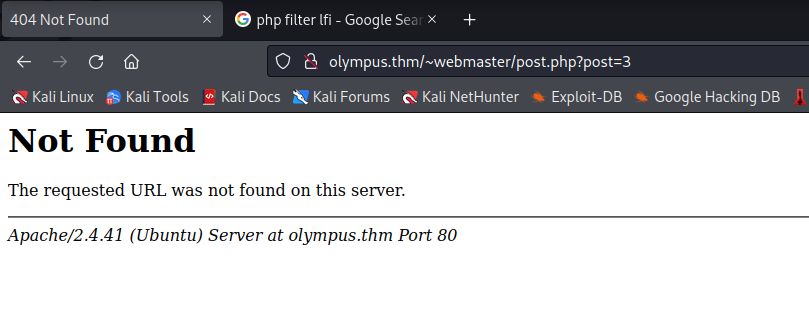 404 Not Found
php filter lfi - Google Sear
olympus.thm/~webmaster/post.php?post=3
Kali Linux Kali Tools Kali Docs Kali Forums Kali NetHunter Exploit-DB Google Hacking DB
Not Found
The requested URL was not found on this server.
Apache/2.4.41 (Ubuntu) Server at olympus.thm Port 80